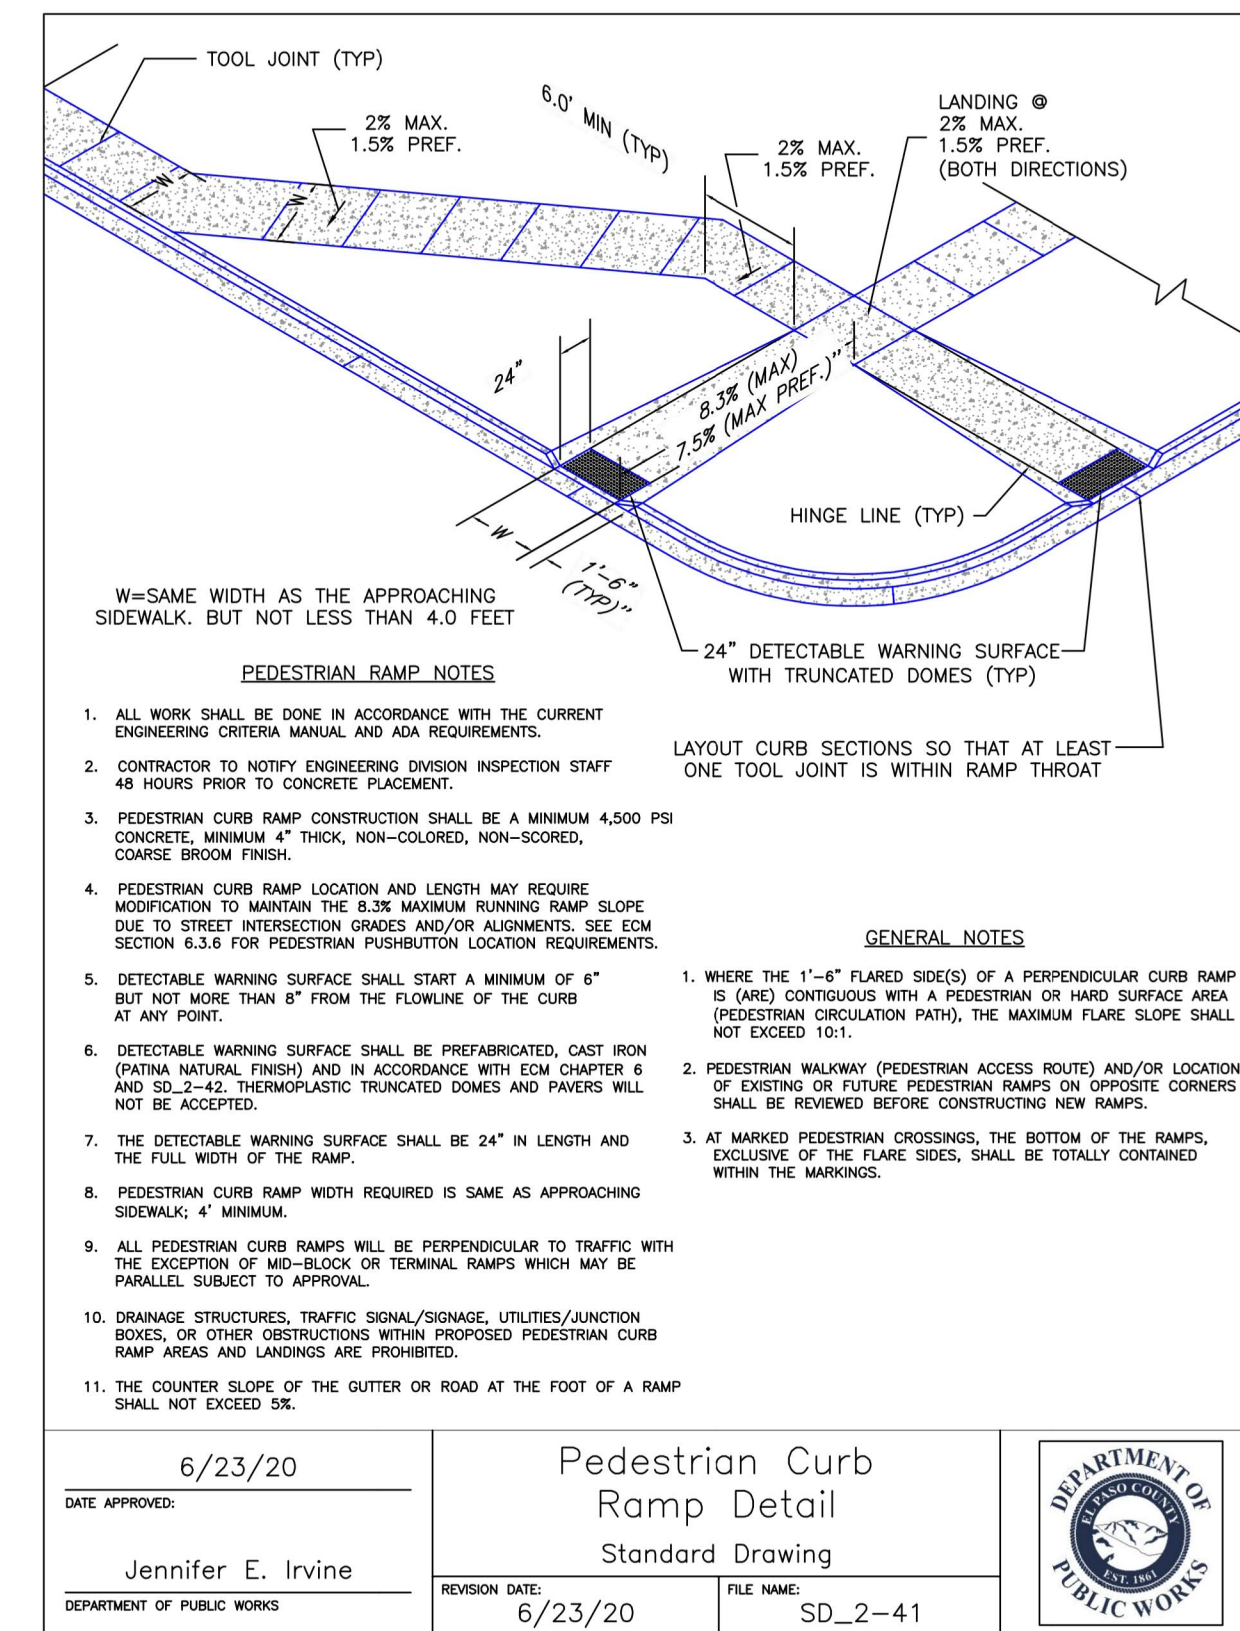 TOOL JOINT (TYP)
2% MAX.
1.5% PREF.
6.0' MIN (TYP)
2% MAX.
1.5% PREF.
LANDING @
2% MAX.
1.5% PREF.
(BOTH DIRECTIONS)
W
W
24"
8.3% (MAX)
7.5% (MAX PREF.)"
HINGE LINE (TYP)
W
1'-6"
(TYP)"
W=SAME WIDTH AS THE APPROACHING
SIDEWALK. BUT NOT LESS THAN 4.0 FEET
24" DETECTABLE WARNING SURFACE
WITH TRUNCATED DOMES (TYP)
LAYOUT CURB SECTIONS SO THAT AT LEAST
ONE TOOL JOINT IS WITHIN RAMP THROAT
PEDESTRIAN RAMP NOTES
1. ALL WORK SHALL BE DONE IN ACCORDANCE WITH THE CURRENT
ENGINEERING CRITERIA MANUAL AND ADA REQUIREMENTS.
2. CONTRACTOR TO NOTIFY ENGINEERING DIVISION INSPECTION STAFF
48 HOURS PRIOR TO CONCRETE PLACEMENT.
3. PEDESTRIAN CURB RAMP CONSTRUCTION SHALL BE A MINIMUM 4,500 PSI
CONCRETE, MINIMUM 4" THICK, NON-COLORED, NON-SCORED,
COARSE BROOM FINISH.
4. PEDESTRIAN CURB RAMP LOCATION AND LENGTH MAY REQUIRE
MODIFICATION TO MAINTAIN THE 8.3% MAXIMUM RUNNING RAMP SLOPE
DUE TO STREET INTERSECTION GRADES AND/OR ALIGNMENTS. SEE ECM
SECTION 6.3.6 FOR PEDESTRIAN PUSHBUTTON LOCATION REQUIREMENTS.
5. DETECTABLE WARNING SURFACE SHALL START A MINIMUM OF 6"
BUT NOT MORE THAN 8" FROM THE FLOWLINE OF THE CURB
AT ANY POINT.
6. DETECTABLE WARNING SURFACE SHALL BE PREFABRICATED, CAST IRON
(PATINA NATURAL FINISH) AND IN ACCORDANCE WITH ECM CHAPTER 6
AND SD_2-42. THERMOPLASTIC TRUNCATED DOMES AND PAVERS WILL
NOT BE ACCEPTED.
7. THE DETECTABLE WARNING SURFACE SHALL BE 24" IN LENGTH AND
THE FULL WIDTH OF THE RAMP.
8. PEDESTRIAN CURB RAMP WIDTH REQUIRED IS SAME AS APPROACHING
SIDEWALK; 4' MINIMUM.
9. ALL PEDESTRIAN CURB RAMPS WILL BE PERPENDICULAR TO TRAFFIC WITH
THE EXCEPTION OF MID-BLOCK OR TERMINAL RAMPS WHICH MAY BE
PARALLEL SUBJECT TO APPROVAL.
10. DRAINAGE STRUCTURES, TRAFFIC SIGNAL/SIGNAGE, UTILITIES/JUNCTION
BOXES, OR OTHER OBSTRUCTIONS WITHIN PROPOSED PEDESTRIAN CURB
RAMP AREAS AND LANDINGS ARE PROHIBITED.
11. THE COUNTER SLOPE OF THE GUTTER OR ROAD AT THE FOOT OF A RAMP
SHALL NOT EXCEED 5%.
GENERAL NOTES
1. WHERE THE 1'-6" FLARED SIDE(S) OF A PERPENDICULAR CURB RAMP
IS (ARE) CONTIGUOUS WITH A PEDESTRIAN OR HARD SURFACE AREA
(PEDESTRIAN CIRCULATION PATH), THE MAXIMUM FLARE SLOPE SHALL
NOT EXCEED 10:1.
2. PEDESTRIAN WALKWAY (PEDESTRIAN ACCESS ROUTE) AND/OR LOCATION
OF EXISTING OR FUTURE PEDESTRIAN RAMPS ON OPPOSITE CORNERS
SHALL BE REVIEWED BEFORE CONSTRUCTING NEW RAMPS.
3. AT MARKED PEDESTRIAN CROSSINGS, THE BOTTOM OF THE RAMPS,
EXCLUSIVE OF THE FLARE SIDES, SHALL BE TOTALLY CONTAINED
WITHIN THE MARKINGS.
6/23/20
DATE APPROVED:
Jennifer E. Irvine
DEPARTMENT OF PUBLIC WORKS
Pedestrian Curb
Ramp Detail
Standard Drawing
REVISION DATE:
6/23/20
FILE NAME:
SD_2-41
DEPARTMENT OF
EL PASO COUNTY
EST. 1861
PUBLIC WORKS